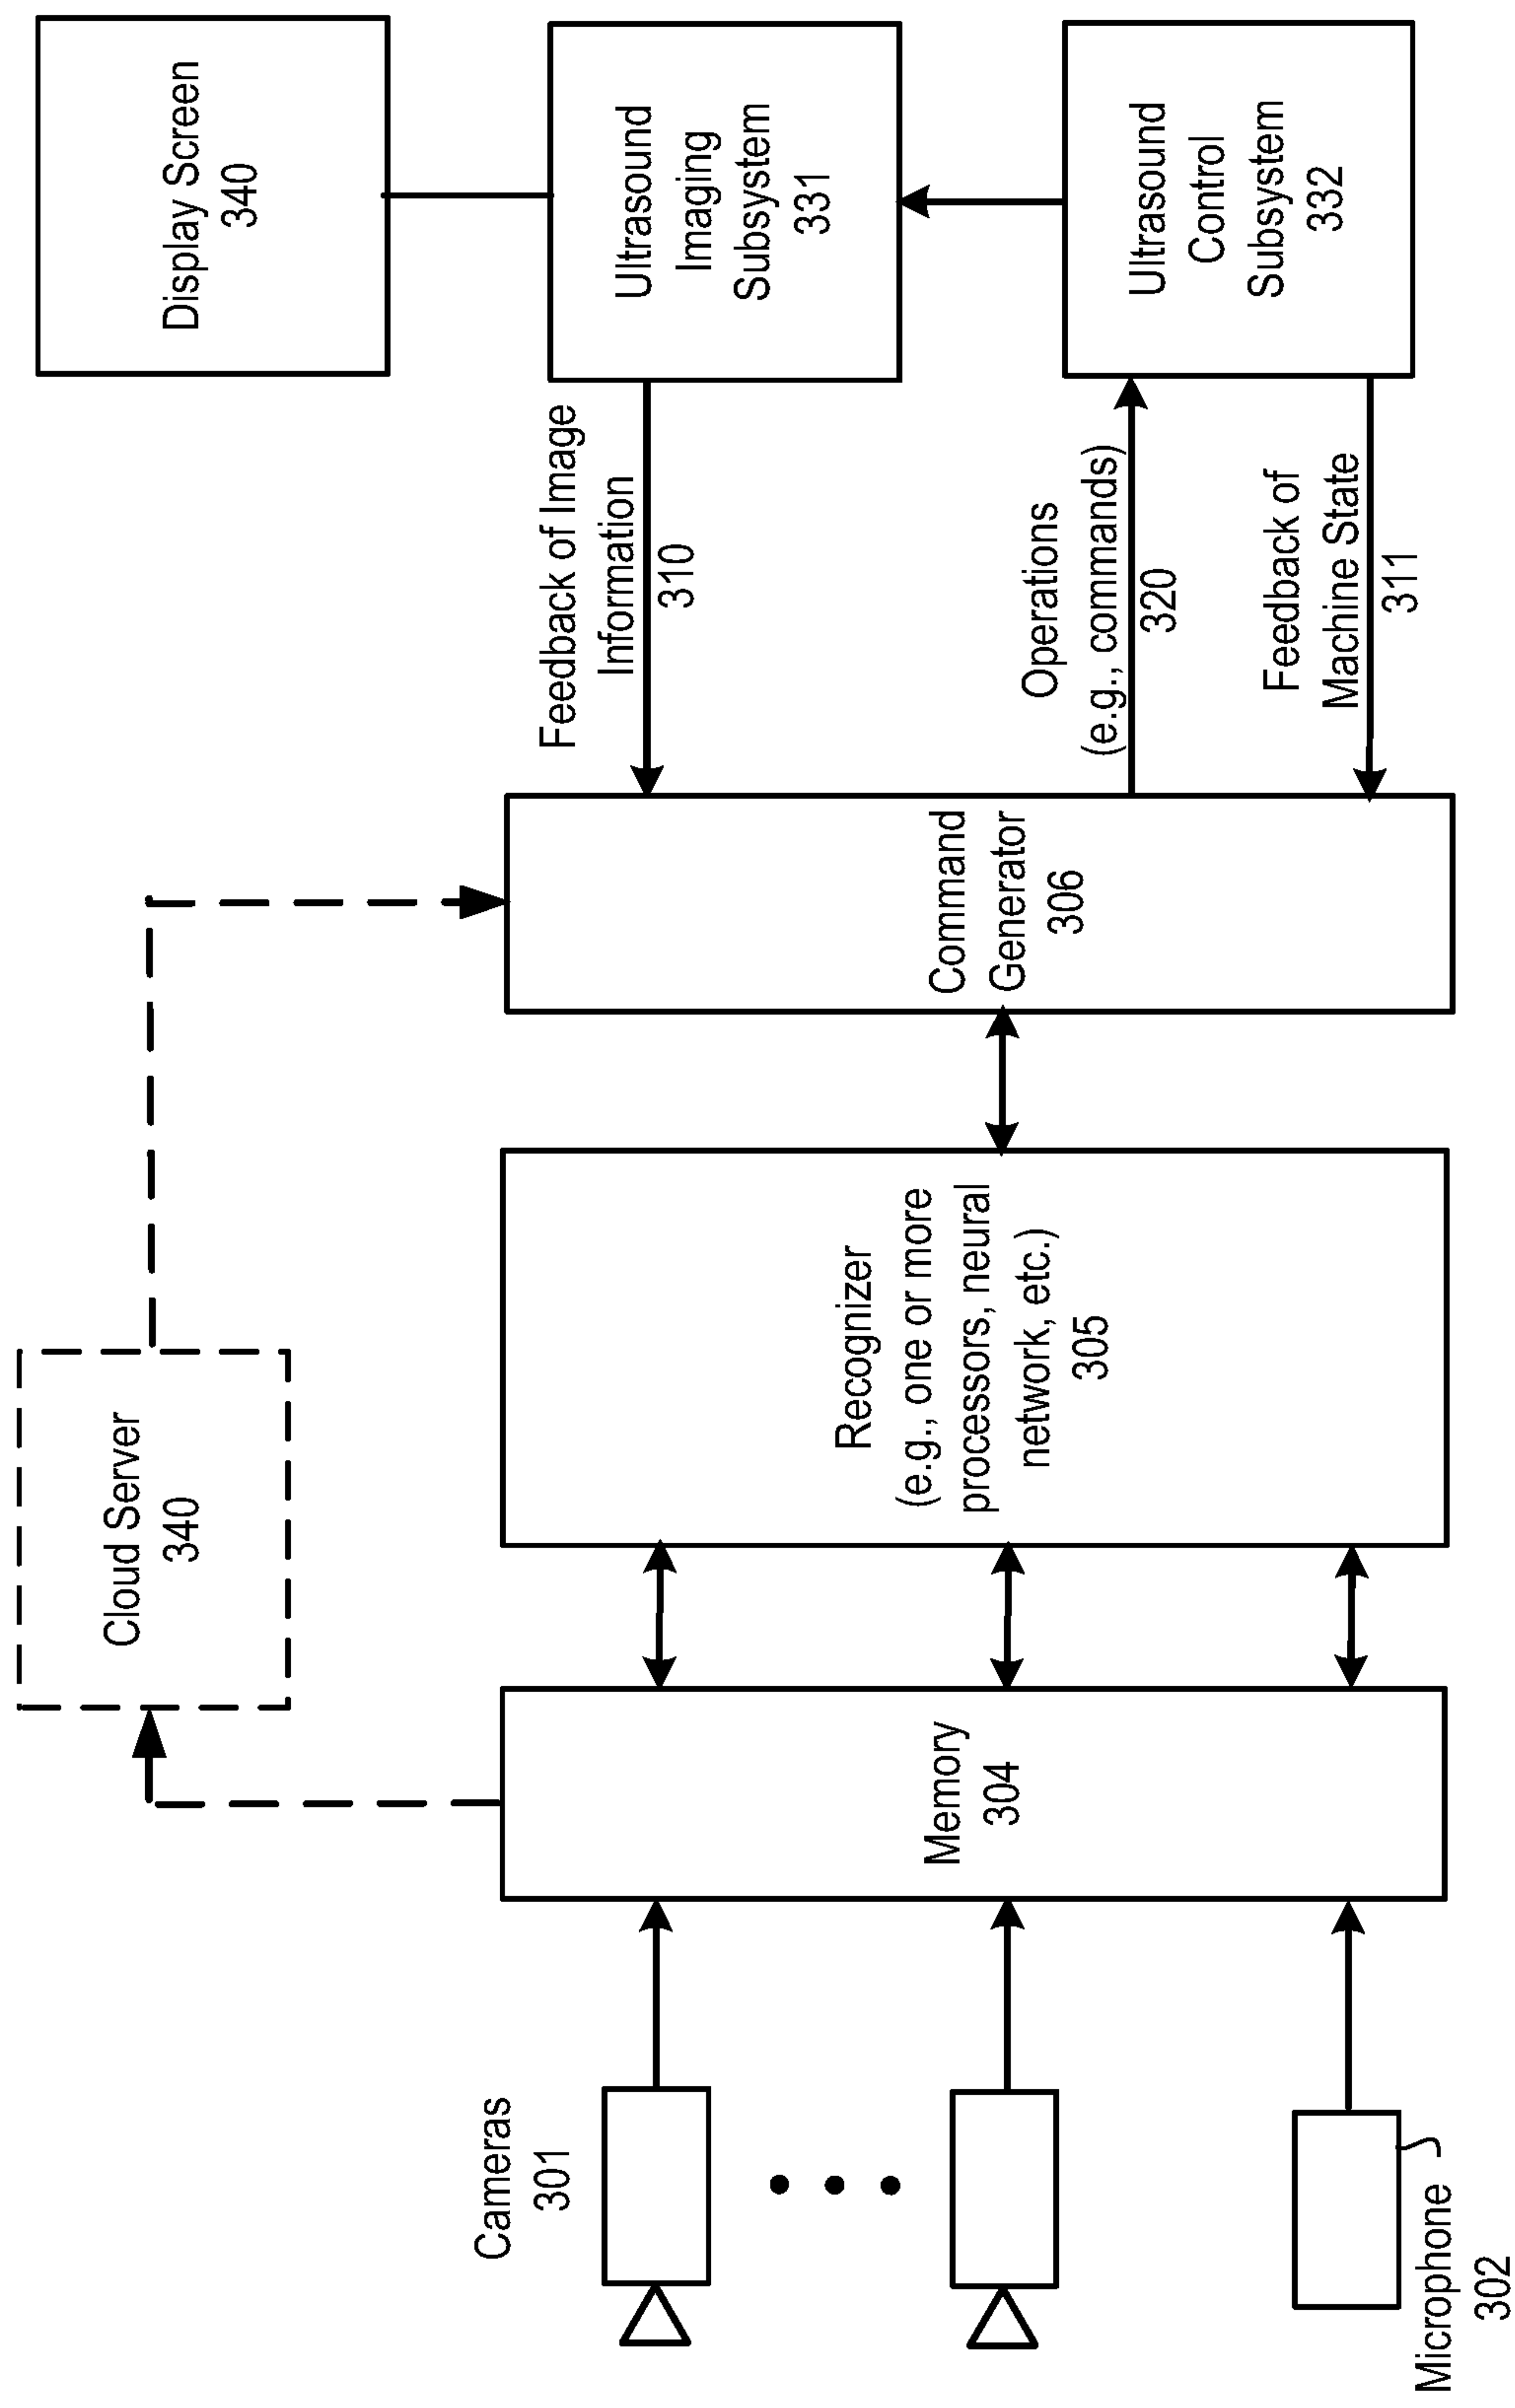 Cameras
301
Microphone
302
Memory
304
Cloud Server
340
Recognizer
(e.g., one or more
processors, neural
network, etc.)
305
Command
Generator
306
Feedback of Image
Information
310
Operations
(e.g., commands)
320
Feedback of
Machine State
311
Display Screen
340
Ultrasound
Imaging
Subsystem
331
Ultrasound
Control
Subsystem
332